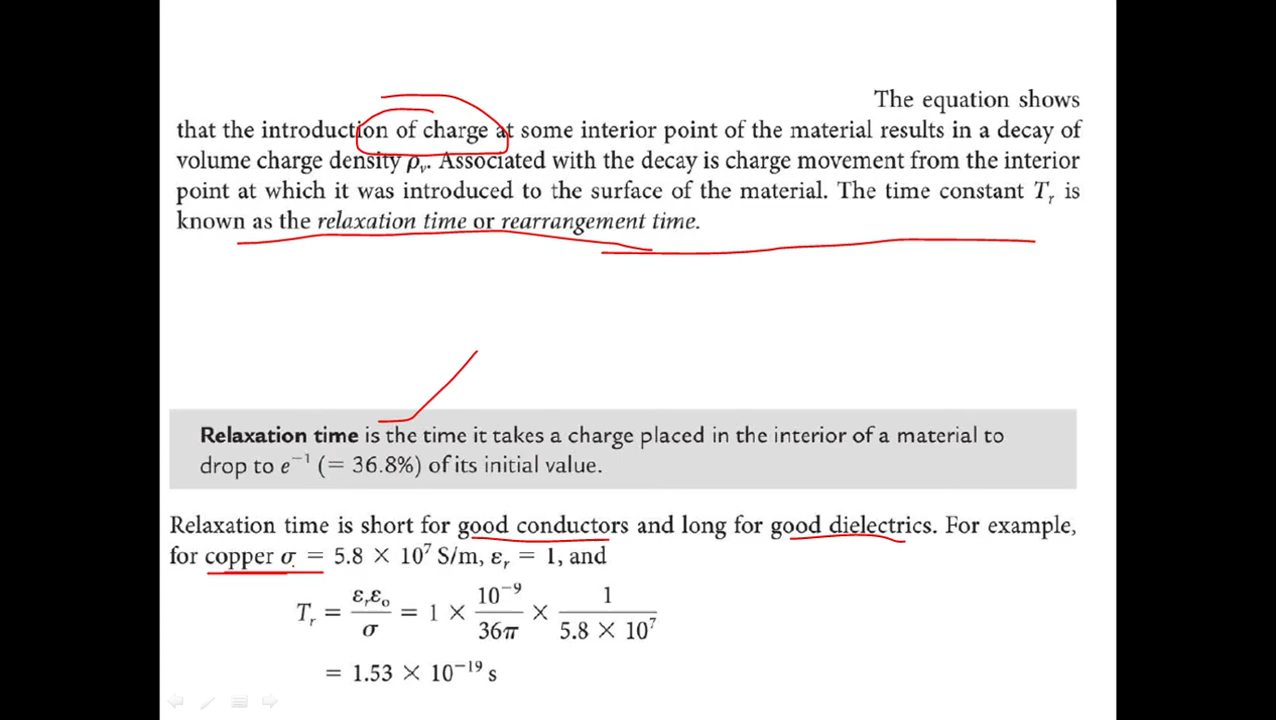 The equation shows
that the introduction of charge at some interior point of the material results in a decay of
volume charge density ρᵥ. Associated with the decay is charge movement from the interior
point at which it was introduced to the surface of the material. The time constant Tᵣ is
known as the relaxation time or rearrangement time.
Relaxation time is the time it takes a charge placed in the interior of a material to
drop to e⁻¹ (= 36.8%) of its initial value.
Relaxation time is short for good conductors and long for good dielectrics. For example,
for copper σ = 5.8 × 10⁷ S/m, εᵣ = 1, and
Tᵣ = εᵣεₒ/σ = 1 × 10⁻⁹/36π × 1/5.8 × 10⁷
= 1.53 × 10⁻¹⁹ s